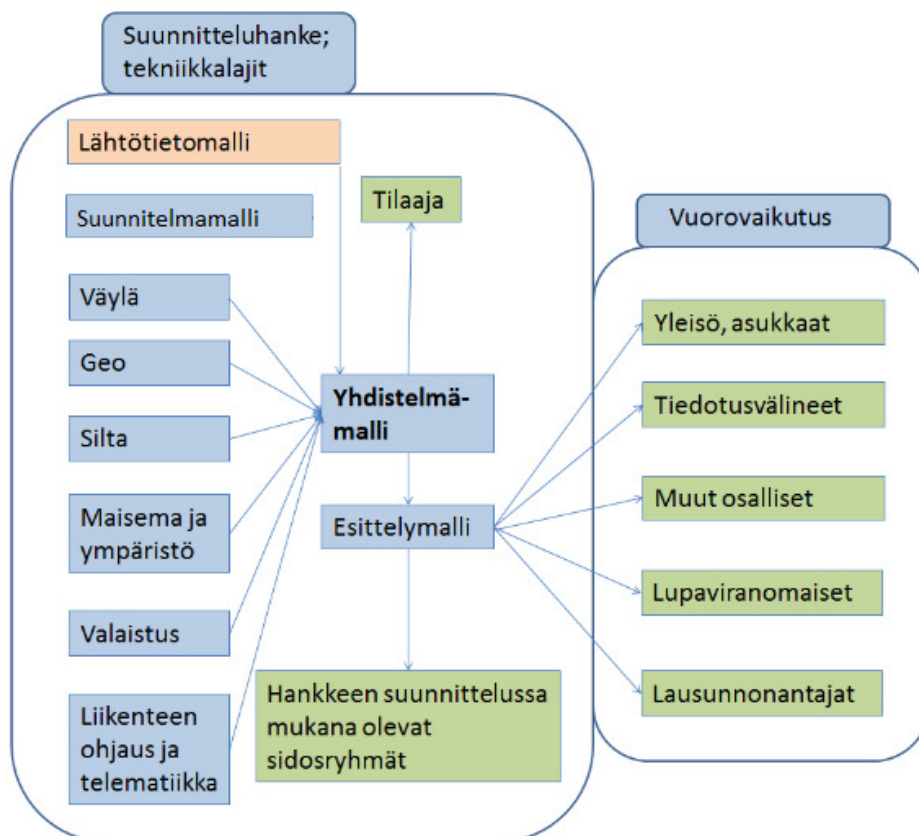 Suunnitteluhanke;
tekniikkalajit
Lähtötietomalli
Suunnitelmamalli
Väylä
Geo
Silta
Maisema ja
ympäristö
Valaistus
Liikenteen
ohjaus ja
telematiikka
Tilaaja
Yhdistelmä-
malli
Esittelymalli
Hankkeen suunnittelussa
mukana olevat
sidosryhmät
Vuorovaikutus
Yleisö, asukkaat
Tiedotusvälineet
Muut osalliset
Lupaviranomaiset
Lausunnonantajat